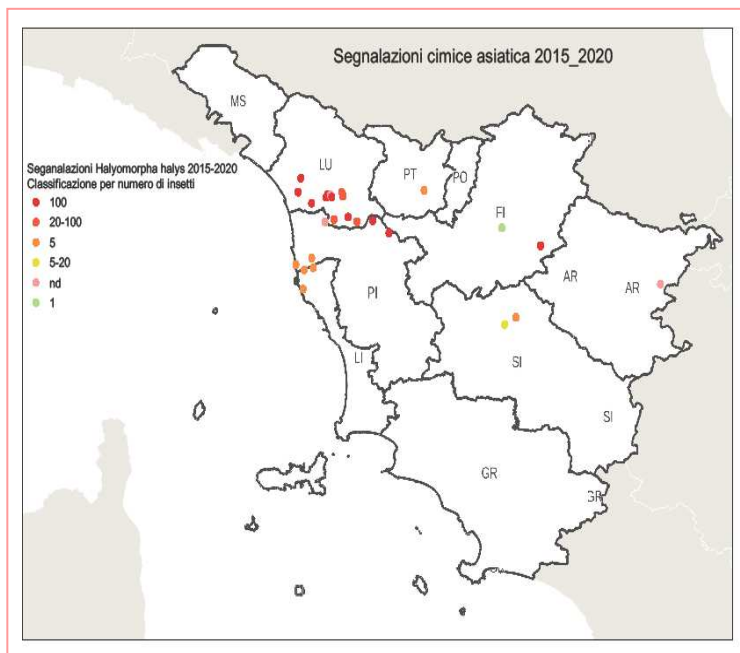 Segnalazioni cimice asiatica 2015_2020
MS
LU
PT
PO
Seganalazioni Halyomorpha halys 2015-2020
Classificazione per numero di insetti
100
20-100
5
5-20
nd
1
FI
AR
AR
PI
LI
SI
SI
GR
GR